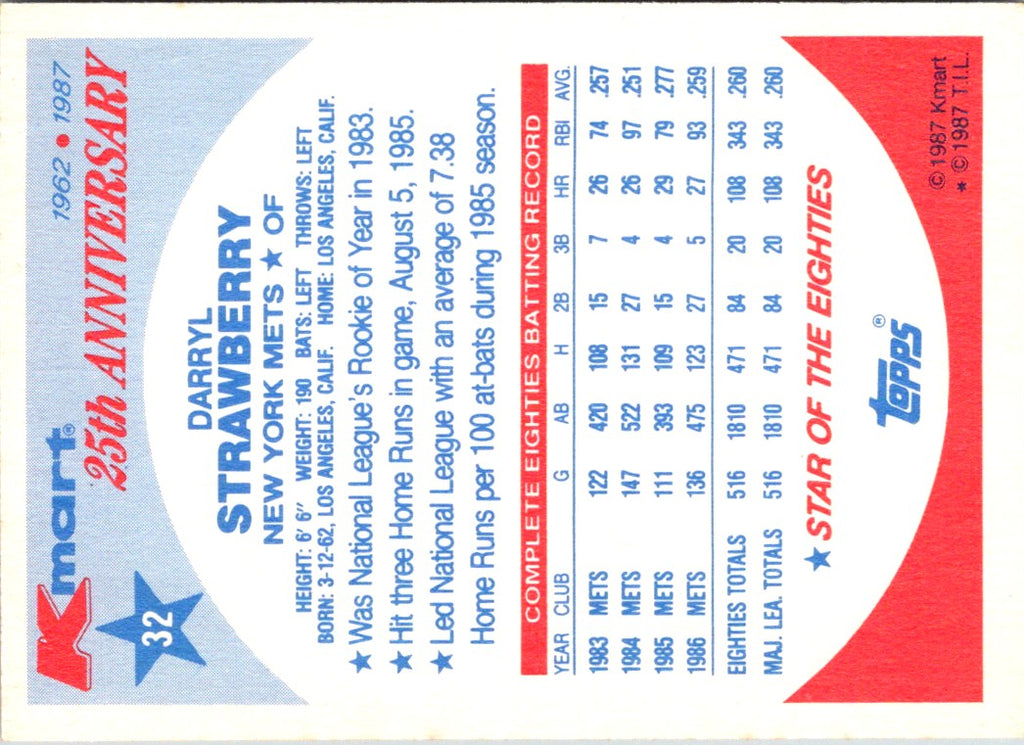 Kmart®
1962 • 1987
25th ANNIVERSARY
32
DARRYL
STRAWBERRY
NEW YORK METS ★ OF
HEIGHT: 6' 6" WEIGHT: 190 BATS: LEFT THROWS: LEFT
BORN: 3-12-62, LOS ANGELES, CALIF. HOME: LOS ANGELES, CALIF.
★ Was National League's Rookie of Year in 1983.
★ Hit three Home Runs in game, August 5, 1985.
★ Led National League with an average of 7.38
Home Runs per 100 at-bats during 1985 season.
COMPLETE EIGHTIES BATTING RECORD
YEAR CLUB G AB H 2B 3B HR RBI AVG.
1983 METS 122 420 108 15 7 26 74 .257
1984 METS 147 522 131 27 4 26 97 .251
1985 METS 111 393 109 15 4 29 79 .277
1986 METS 136 475 123 27 5 27 93 .259
EIGHTIES TOTALS 516 1810 471 84 20 108 343 .260
MAJ. LEA. TOTALS 516 1810 471 84 20 108 343 .260
★ STAR OF THE EIGHTIES
Topps®
© 1987 Kmart
* © 1987 T.I.L.